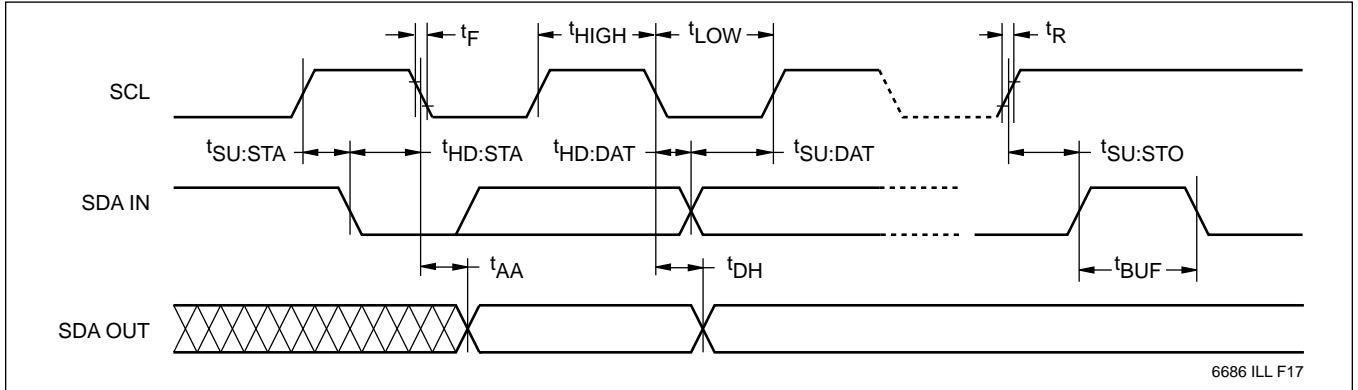 tF
tHIGH
tLOW
tR
SCL
tSU:STA
tHD:STA
tHD:DAT
tSU:DAT
tSU:STO
SDA IN
tAA
tDH
tBUF
SDA OUT
6686 ILL F17